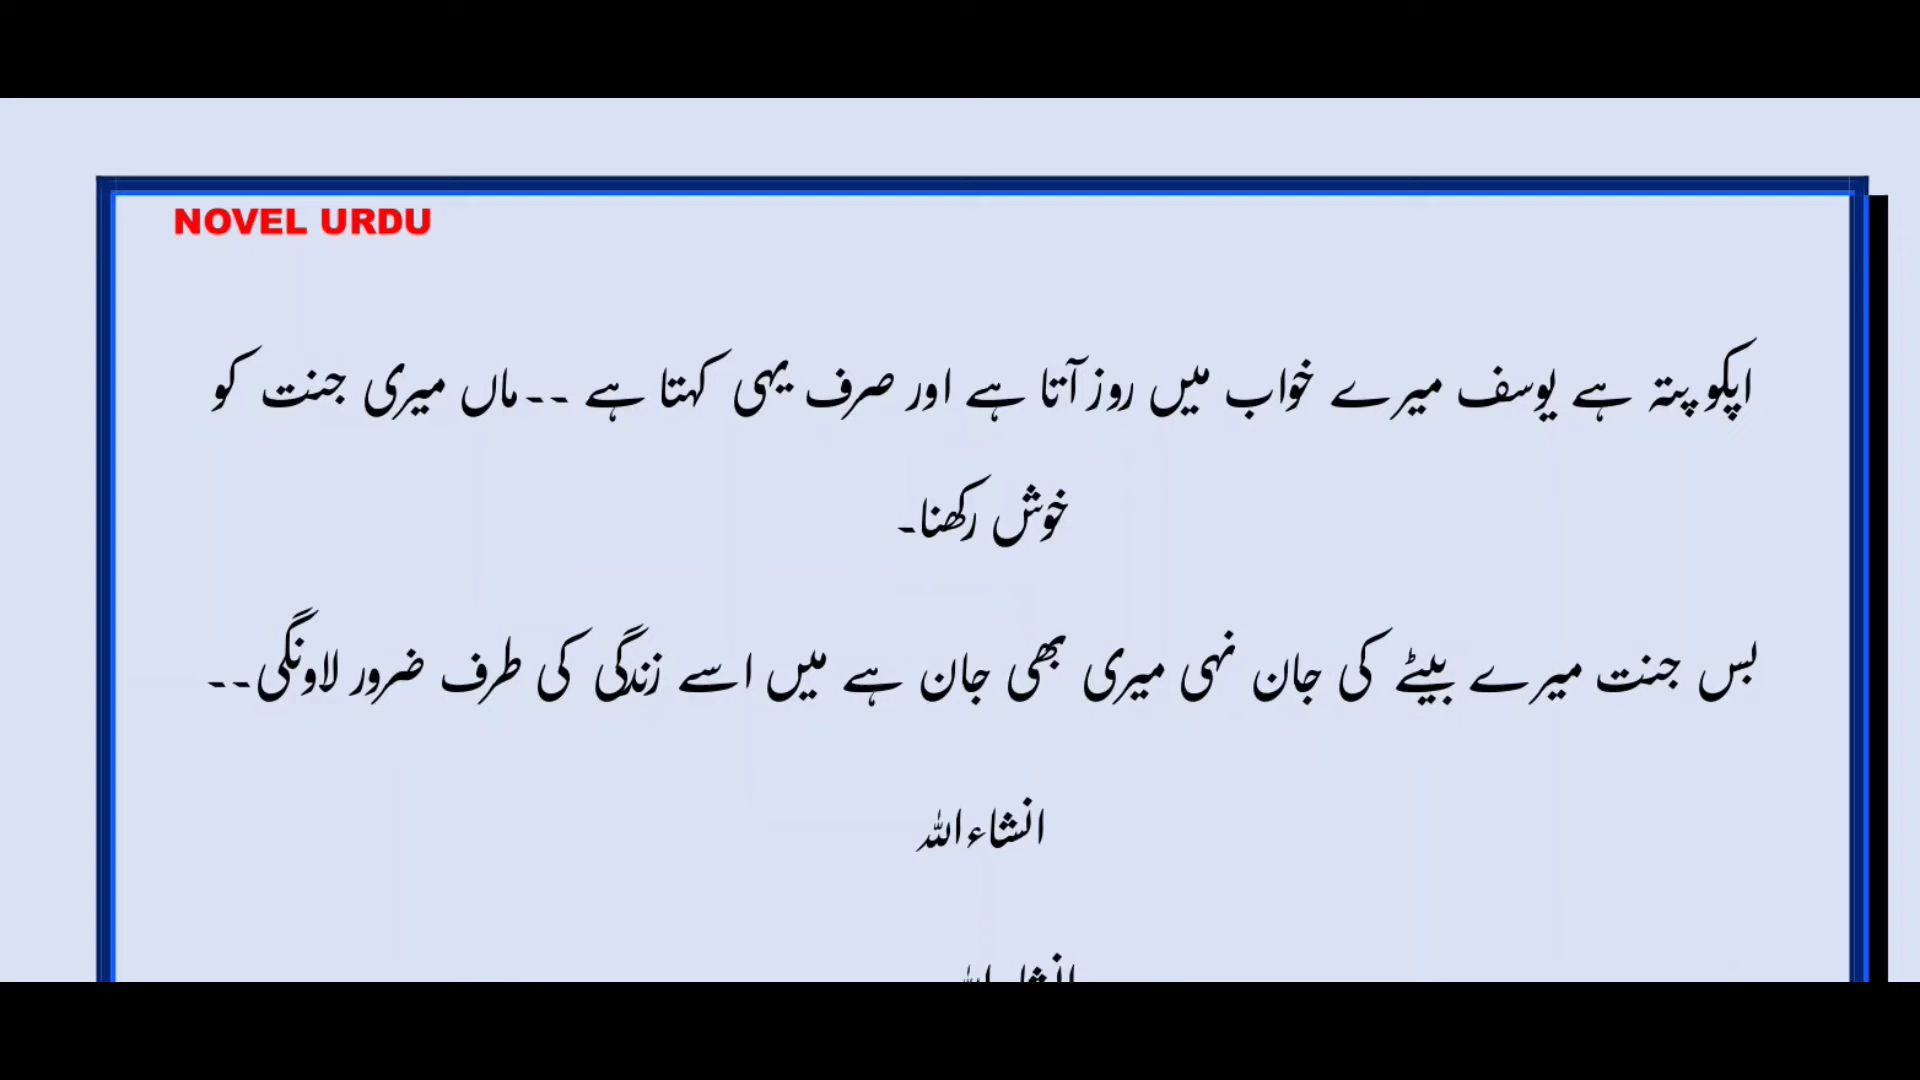 NOVEL URDU
اپکو پتہ ہے یوسف میرے خواب میں روز آتا ہے اور صرف یہی کہتا ہے ۔۔ماں میری جنت کو
خوش رکھنا۔
بس جنت میرے بیٹے کی جان نہی میری بھی جان ہے میں اسے زندگی کی طرف ضرور لاونگی۔۔
انشاءاللہ